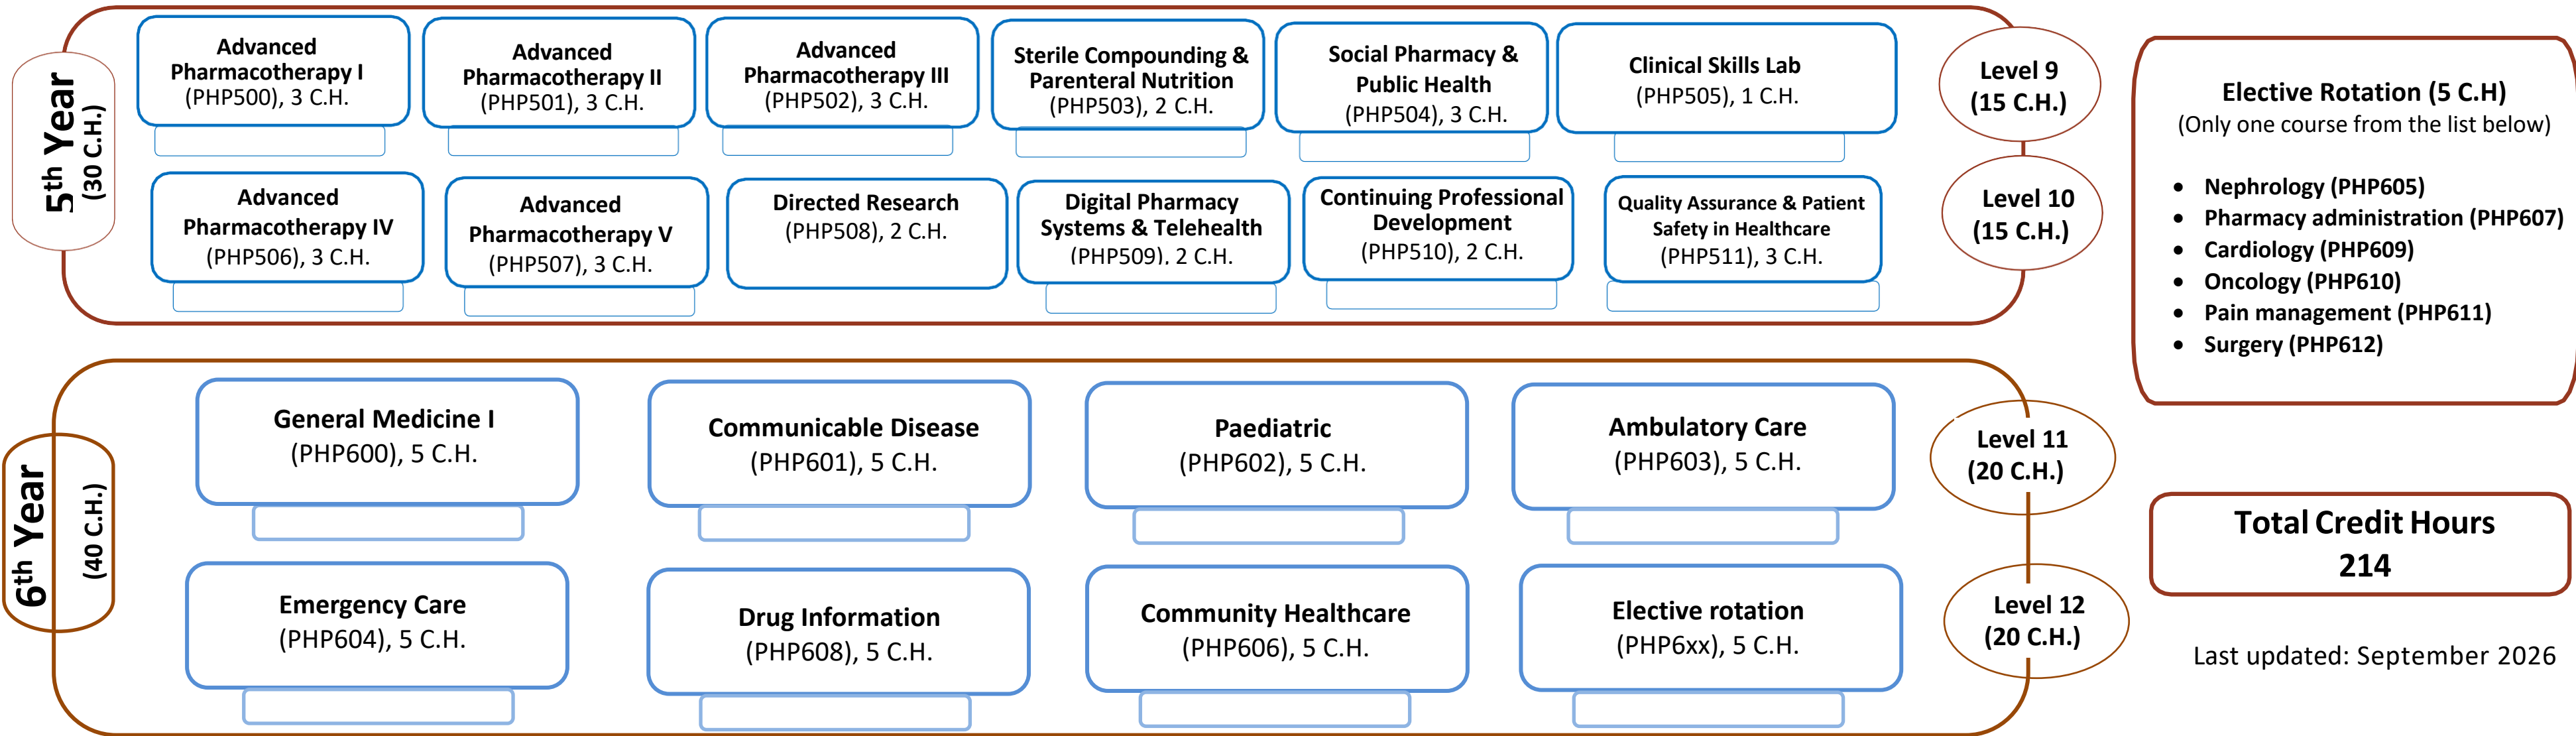 5th Year
(30 C.H.)
Advanced
Pharmacotherapy I
(PHP500), 3 C.H.
Advanced
Pharmacotherapy II
(PHP501), 3 C.H.
Advanced
Pharmacotherapy III
(PHP502), 3 C.H.
Sterile Compounding &
Parenteral Nutrition
(PHP503), 2 C.H.
Social Pharmacy &
Public Health
(PHP504), 3 C.H.
Clinical Skills Lab
(PHP505), 1 C.H.
Level 9
(15 C.H.)
Advanced
Pharmacotherapy IV
(PHP506), 3 C.H.
Advanced
Pharmacotherapy V
(PHP507), 3 C.H.
Directed Research
(PHP508), 2 C.H.
Digital Pharmacy
Systems & Telehealth
(PHP509), 2 C.H.
Continuing Professional
Development
(PHP510), 2 C.H.
Quality Assurance & Patient
Safety in Healthcare
(PHP511), 3 C.H.
Level 10
(15 C.H.)
Elective Rotation (5 C.H)
(Only one course from the list below)
• Nephrology (PHP605)
• Pharmacy administration (PHP607)
• Cardiology (PHP609)
• Oncology (PHP610)
• Pain management (PHP611)
• Surgery (PHP612)
6th Year
(40 C.H.)
General Medicine I
(PHP600), 5 C.H.
Communicable Disease
(PHP601), 5 C.H.
Paediatric
(PHP602), 5 C.H.
Ambulatory Care
(PHP603), 5 C.H.
Level 11
(20 C.H.)
Emergency Care
(PHP604), 5 C.H.
Drug Information
(PHP608), 5 C.H.
Community Healthcare
(PHP606), 5 C.H.
Elective rotation
(PHP6xx), 5 C.H.
Level 12
(20 C.H.)
Total Credit Hours
214
Last updated: September 2026